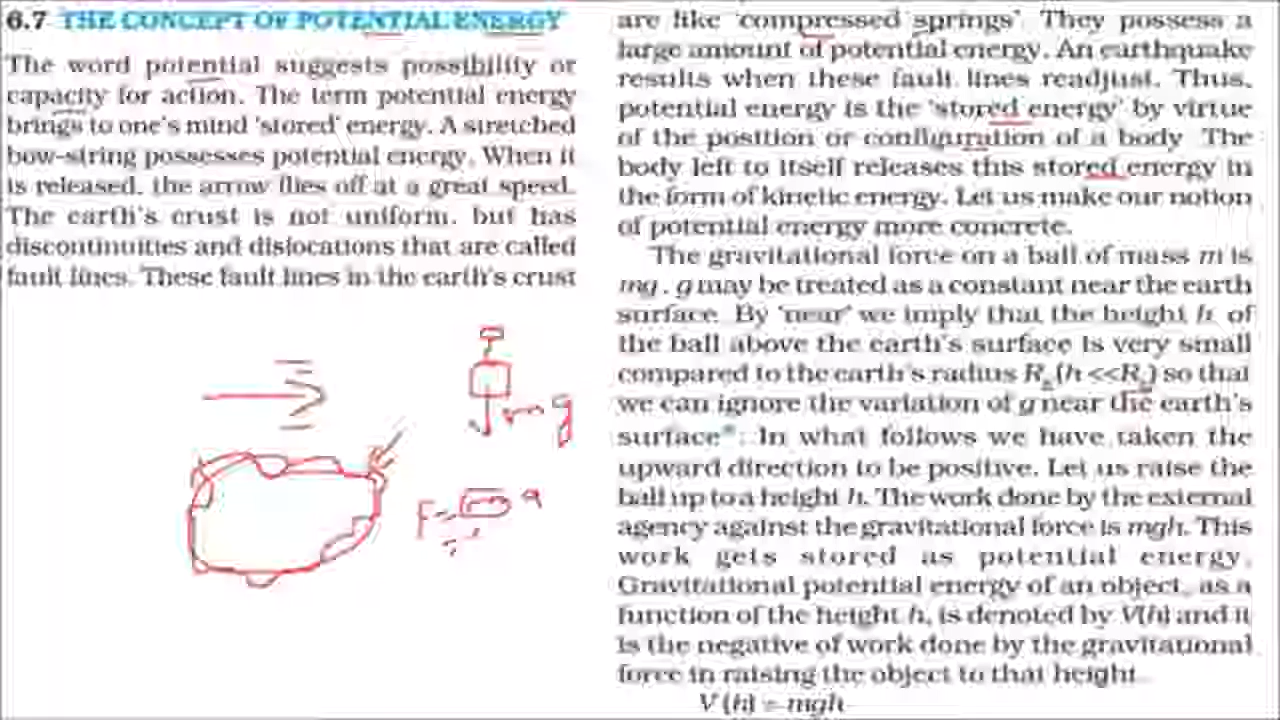 6.7 THE CONCEPT OF POTENTIAL ENERGY
The word potential suggests possibility or
capacity for action. The term potential energy
brings to one's mind 'stored' energy. A stretched
bow-string possesses potential energy. When it
is released, the arrow flies off at a great speed.
The earth's crust is not uniform, but has
discontinuities and dislocations that are called
fault lines. These fault lines in the earth's crust
are like 'compressed springs'. They possess a
large amount of potential energy. An earthquake
results when these fault lines readjust. Thus,
potential energy is the 'stored energy' by virtue
of the position or configuration of a body. The
body left to itself releases this stored energy in
the form of kinetic energy. Let us make our notion
of potential energy more concrete.
The gravitational force on a ball of mass m is
mg. g may be treated as a constant near the earth
surface. By 'near' we imply that the height h of
the ball above the earth's surface is very small
compared to the earth's radius R (h <<R ) so that
we can ignore the variation of g near the earth's
surface*. In what follows we have taken the
upward direction to be positive. Let us raise the
ball up to a height h. The work done by the external
agency against the gravitational force is mgh. This
work gets stored as potential energy.
Gravitational potential energy of an object, as a
function of the height h, is denoted by V(h) and it
is the negative of work done by the gravitational
force in raising the object to that height.
V (h) = mgh
mg
F = ma